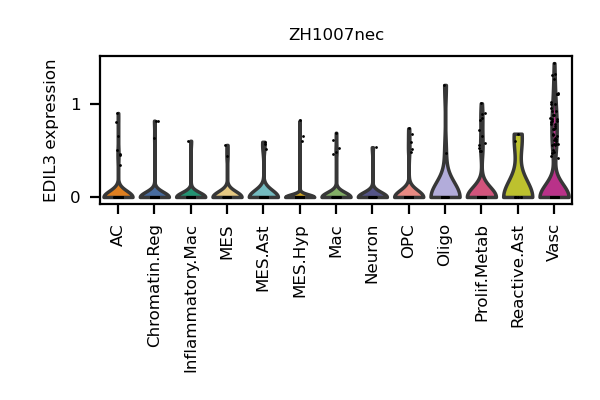 ZH1007nec
EDIL3 expression
1
0
AC
Chromatin.Reg
Inflammatory.Mac
MES
MES.Ast
MES.Hyp
Mac
Neuron
OPC
Oligo
Prolif.Metab
Reactive.Ast
Vasc